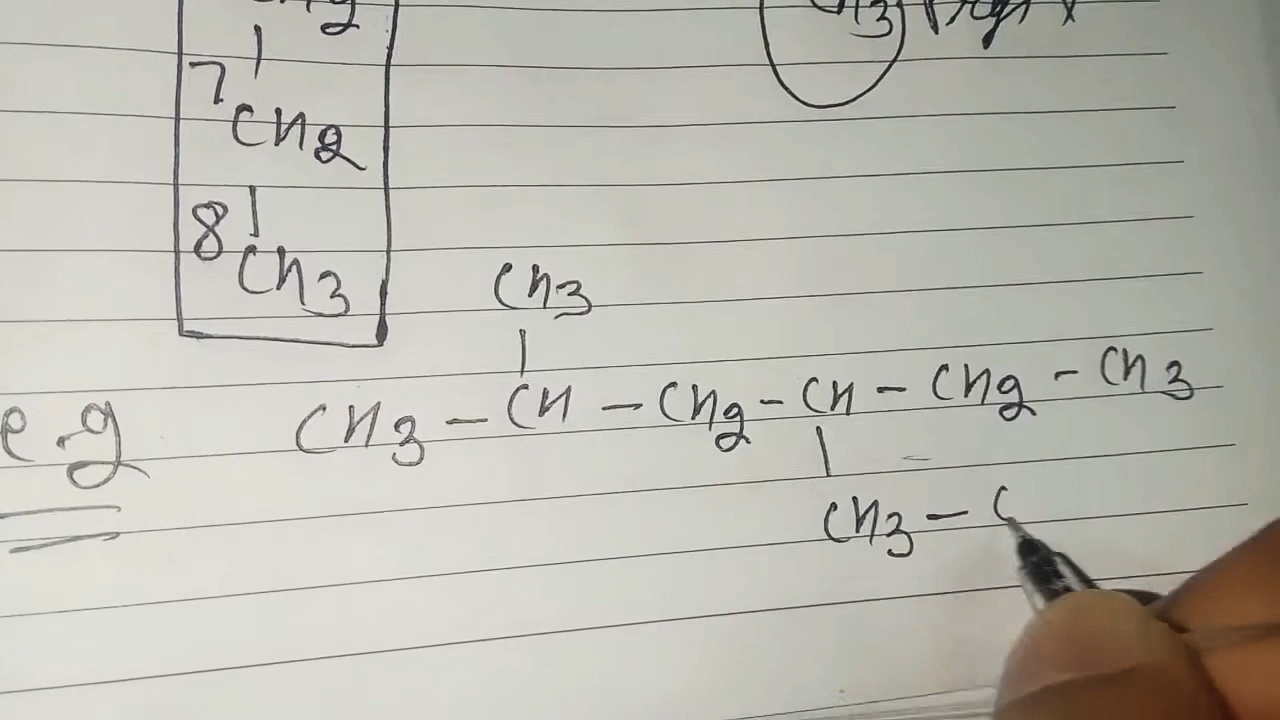 7
CH2
|
8
CH3
CH3
|
e.g CH3 - CH - CH2 - CH - CH2 - CH3
|
CH3 - C